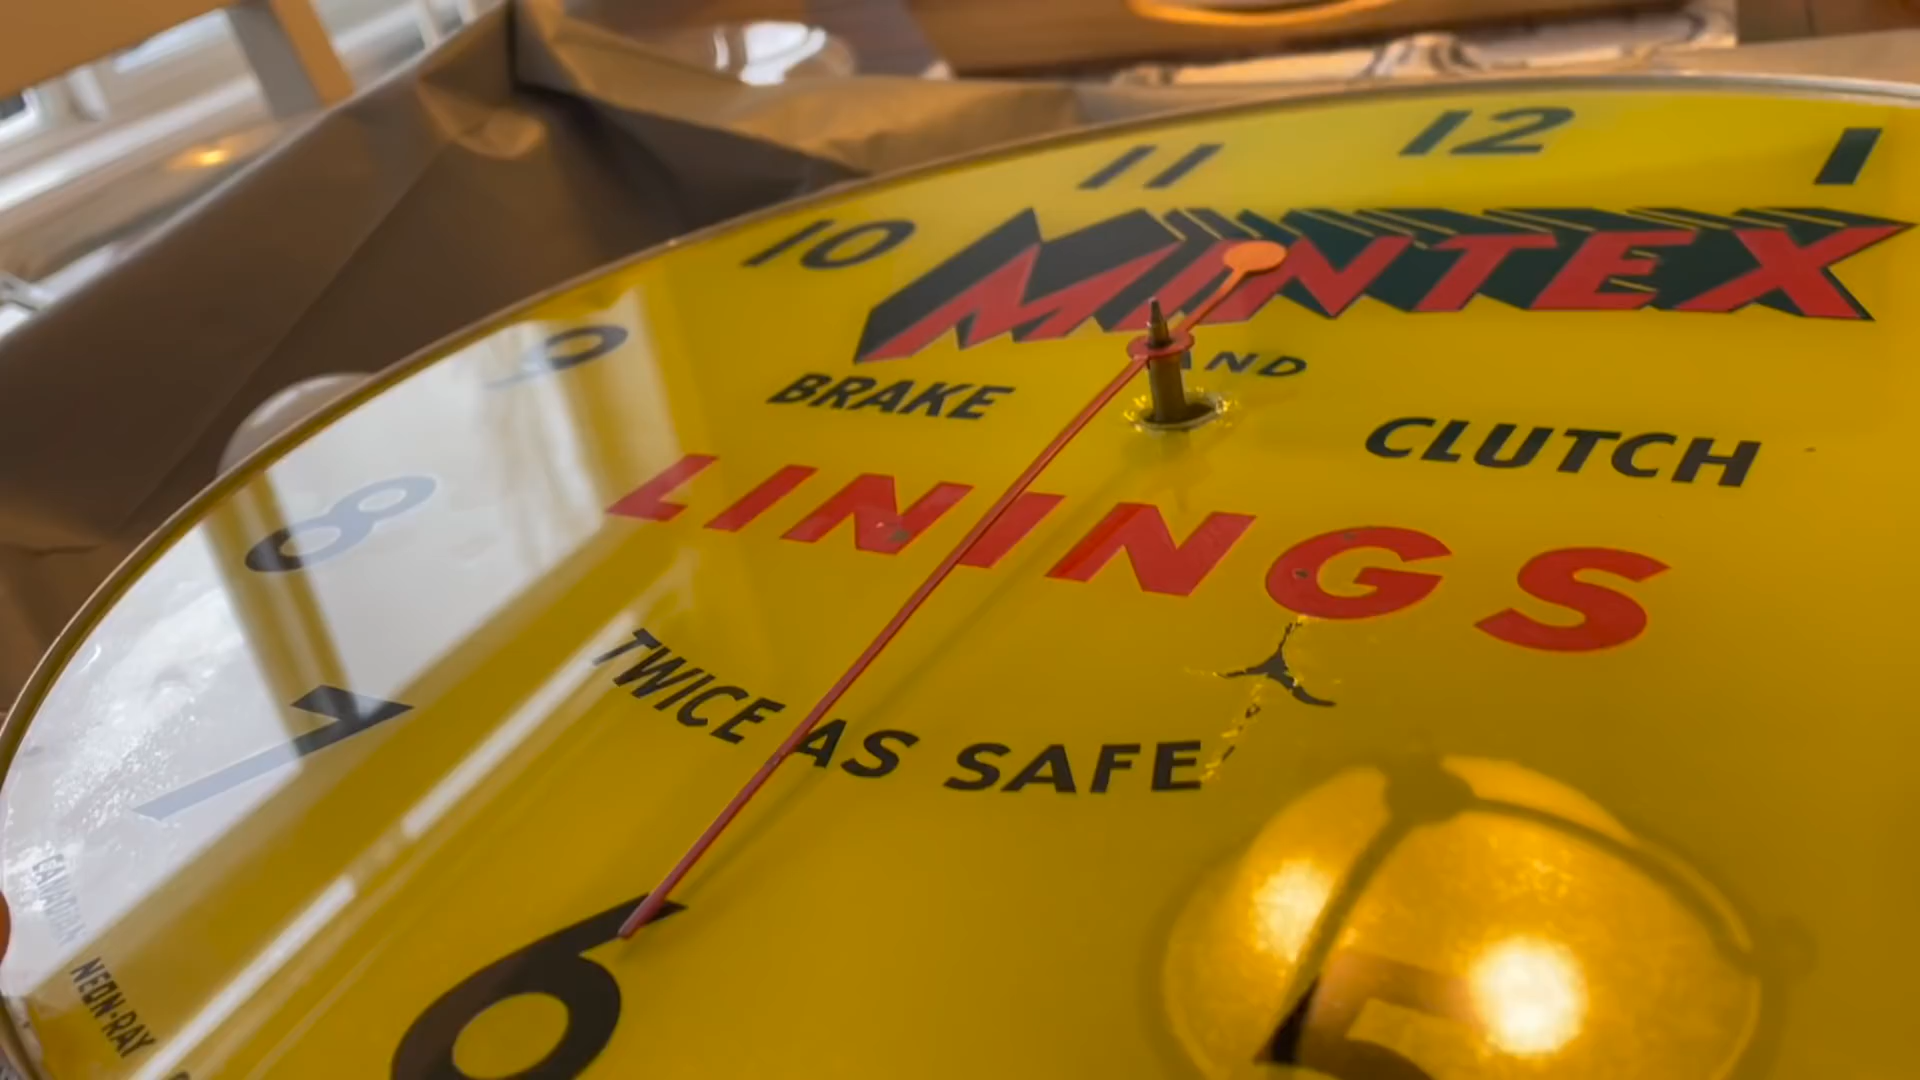 12
11
1
10
MINTEX
9
AND
BRAKE
CLUTCH
LININGS
8
TWICE AS SAFE
7
6
5
CANADIAN
NEON-RAY